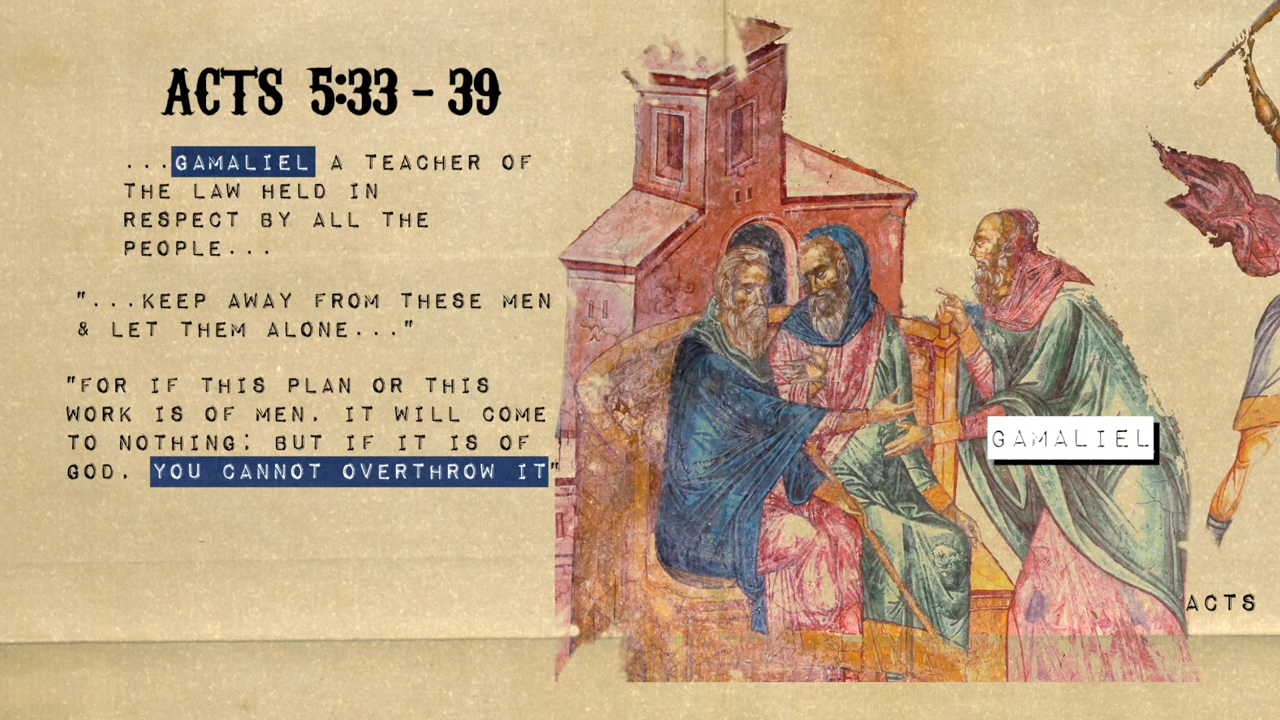 ACTS 5:33 - 39
...GAMALIEL A TEACHER OF
THE LAW HELD IN
RESPECT BY ALL THE
PEOPLE...
"...KEEP AWAY FROM THESE MEN
& LET THEM ALONE..."
"FOR IF THIS PLAN OR THIS
WORK IS OF MEN, IT WILL COME
TO NOTHING; BUT IF IT IS OF
GOD, YOU CANNOT OVERTHROW IT"
GAMALIEL
ACTS